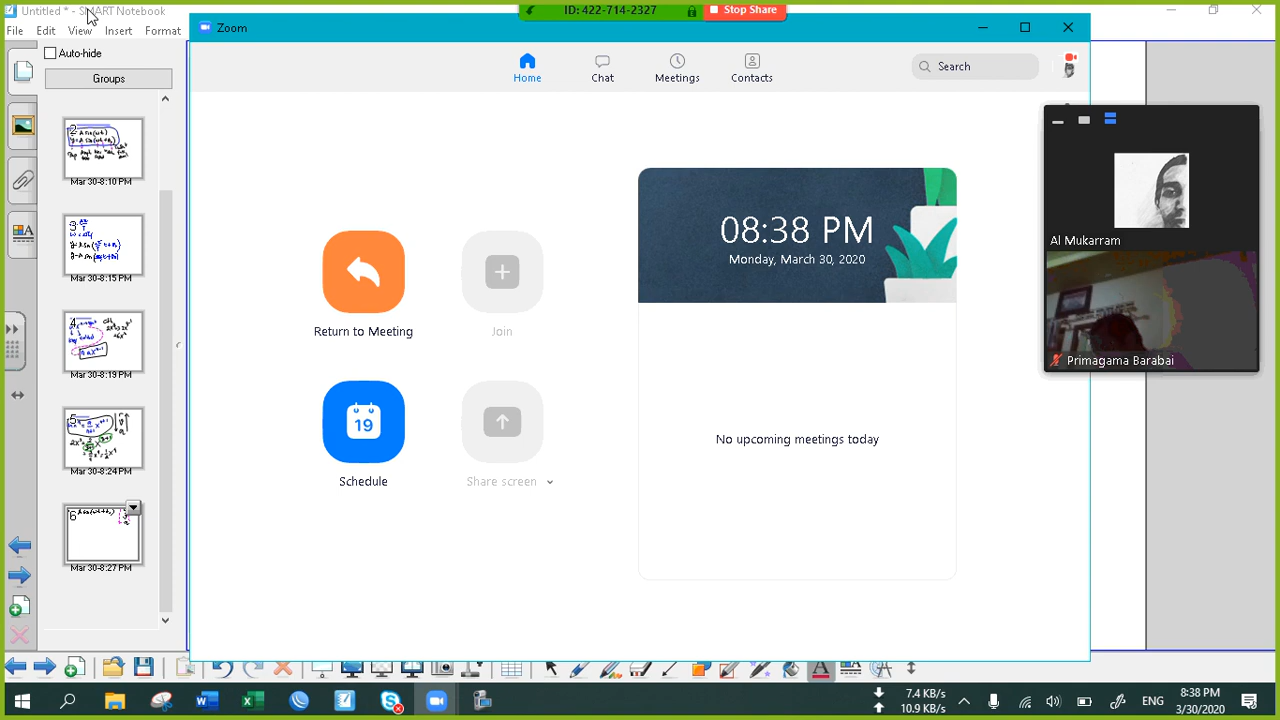 Untitled * - SMART Notebook
ID: 422-714-2327
Stop Share
File Edit View Insert Format
Zoom
Auto-hide
Groups
Home
Chat
Meetings
Contacts
Search
Mar 30-8:10 PM
Mar 30-8:15 PM
Mar 30-8:19 PM
Mar 30-8:24 PM
Mar 30-8:27 PM
Return to Meeting
Join
19
Schedule
Share screen
08:38 PM
Monday, March 30, 2020
No upcoming meetings today
Al Mukarram
Primagama Barabai
7.4 KB/s
10.9 KB/s
ENG
8:38 PM
3/30/2020